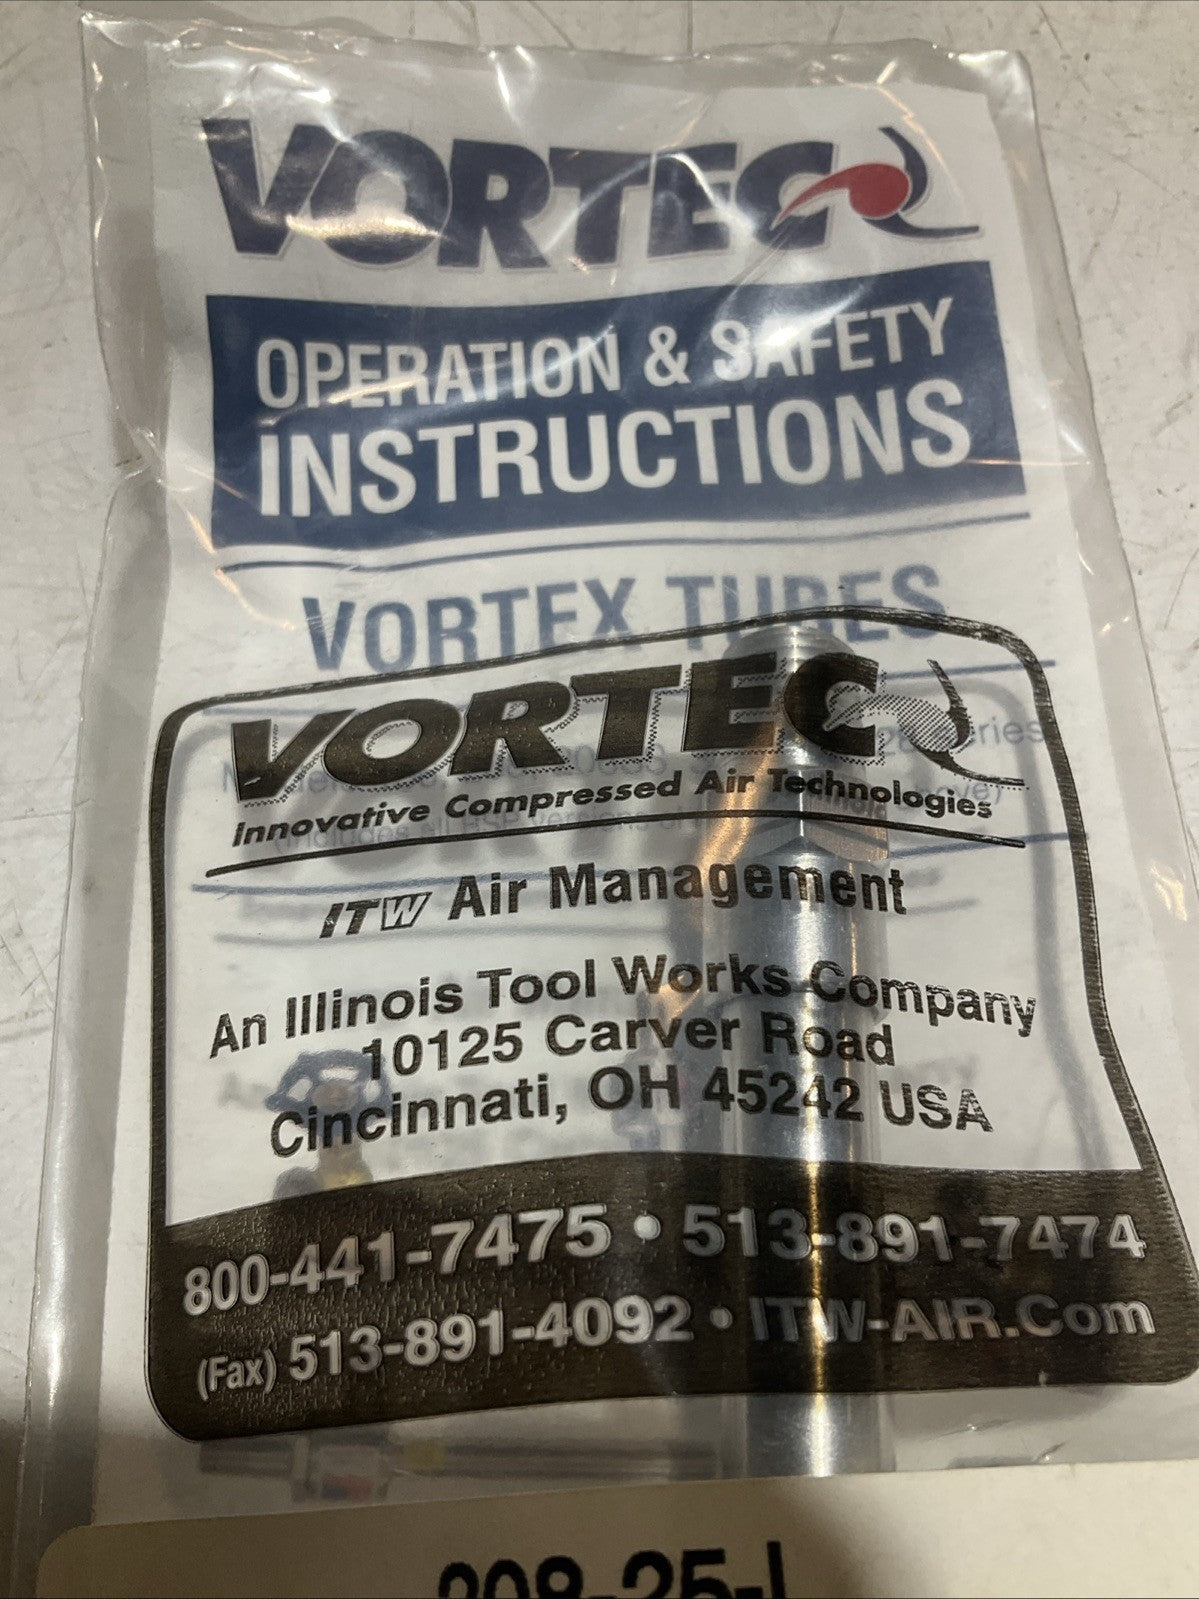 VORTEC
OPERATION & SAFETY
INSTRUCTIONS
VORTEX TUBES
VORTEC
Innovative Compressed Air Technologies
ITW Air Management
An Illinois Tool Works Company
10125 Carver Road
Cincinnati, OH 45242 USA
800-441-7475 • 513-891-7474
(Fax) 513-891-4092 • ITW-AIR.Com
208-25-L